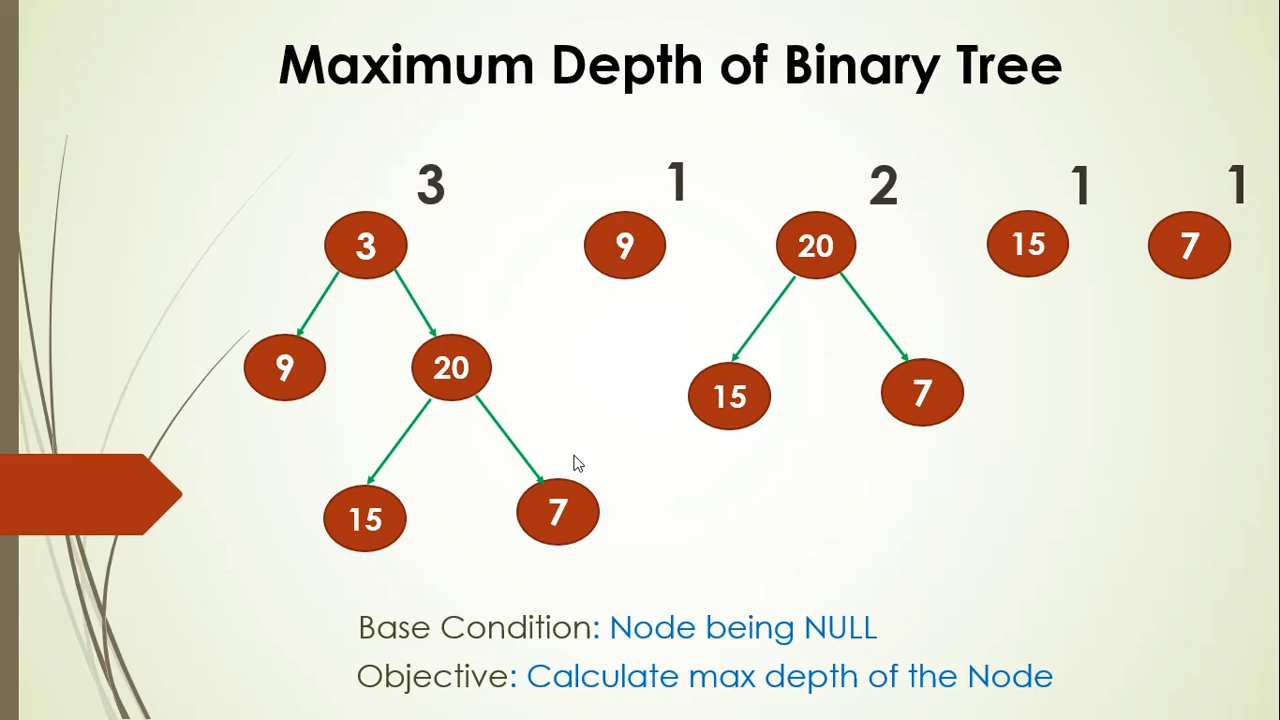 Maximum Depth of Binary Tree
3 1 2 1 1
3 9 20 15 7
9 20 15 7
15 7
Base Condition: Node being NULL
Objective: Calculate max depth of the Node